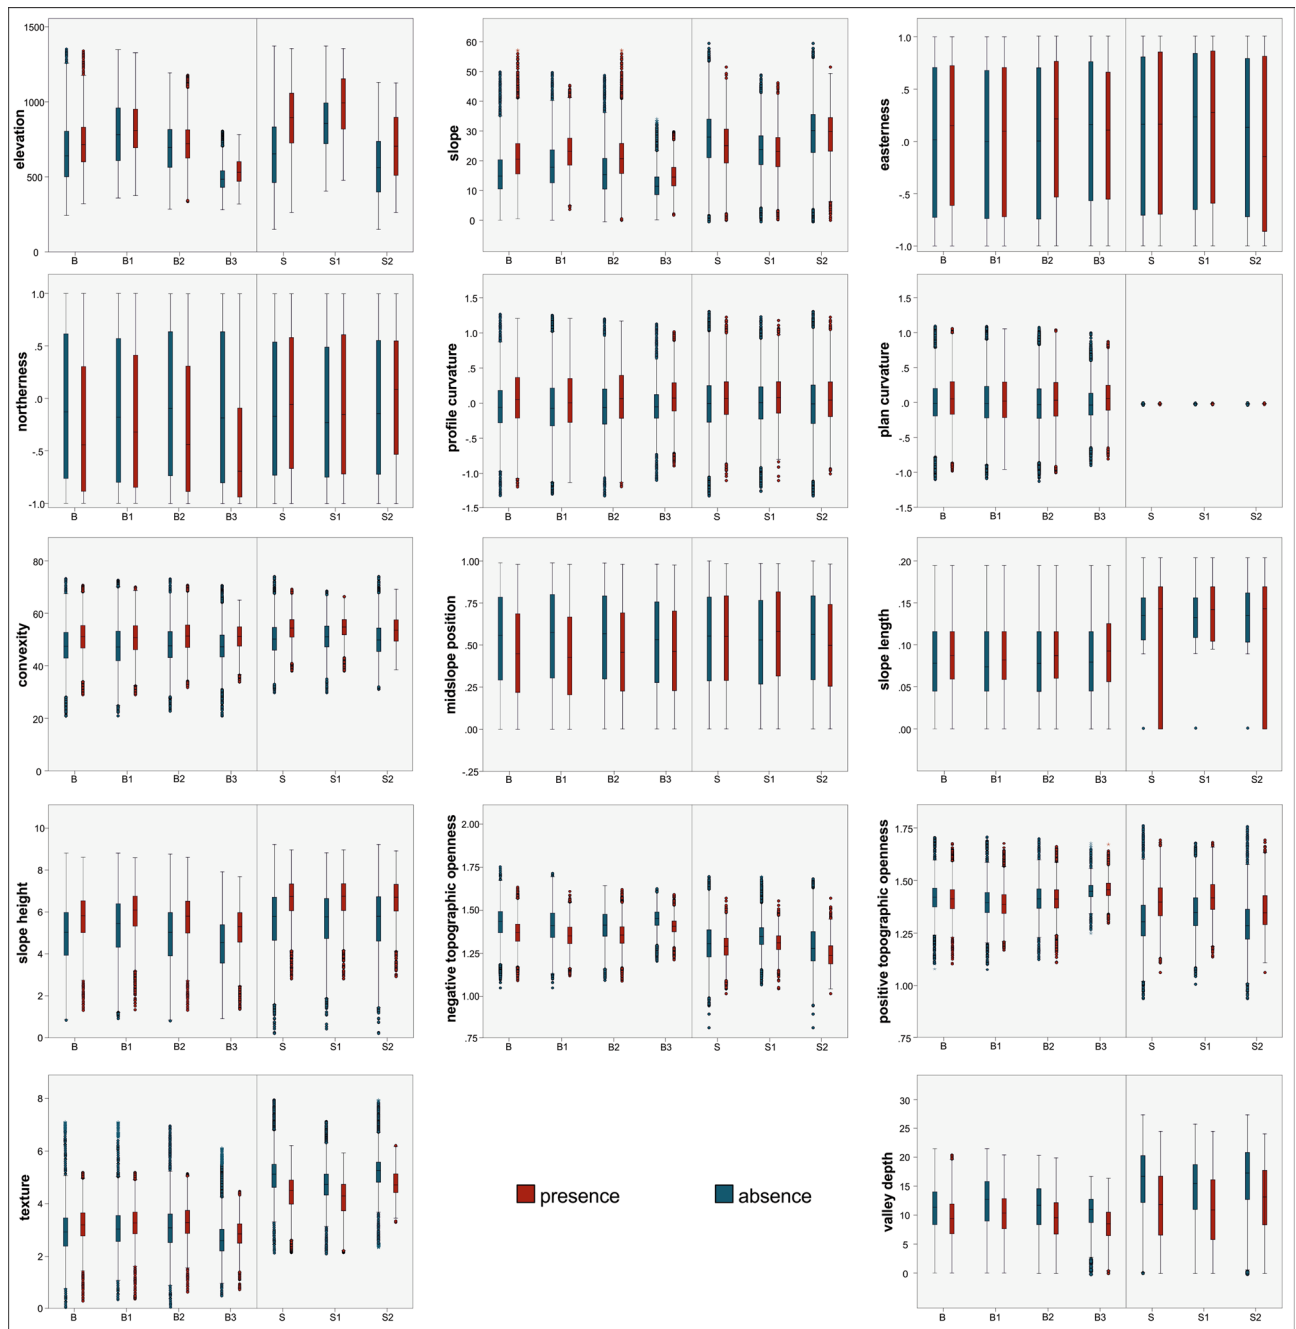 elevation
1500
1000
500
0
B B1 B2 B3 S S1 S2
slope
60
50
40
30
20
10
0
B B1 B2 B3 S S1 S2
easterness
1.0
.5
.0
-.5
-1.0
B B1 B2 B3 S S1 S2
northerness
1.0
.5
.0
-.5
-1.0
B B1 B2 B3 S S1 S2
profile curvature
1.5
1.0
.5
.0
-.5
-1.0
-1.5
B B1 B2 B3 S S1 S2
plan curvature
1.5
1.0
.5
.0
-.5
-1.0
-1.5
B B1 B2 B3 S S1 S2
convexity
80
60
40
20
0
B B1 B2 B3 S S1 S2
midslope position
1.00
.75
.50
.25
.00
-.25
B B1 B2 B3 S S1 S2
slope length
.20
.15
.10
.05
.00
B B1 B2 B3 S S1 S2
slope height
10
8
6
4
2
0
B B1 B2 B3 S S1 S2
negative topographic openness
2.00
1.75
1.50
1.25
1.00
.75
B B1 B2 B3 S S1 S2
positive topographic openness
1.75
1.50
1.25
1.00
.75
B B1 B2 B3 S S1 S2
texture
8
6
4
2
0
B B1 B2 B3 S S1 S2
presence
absence
valley depth
30
25
20
15
10
5
0
B B1 B2 B3 S S1 S2